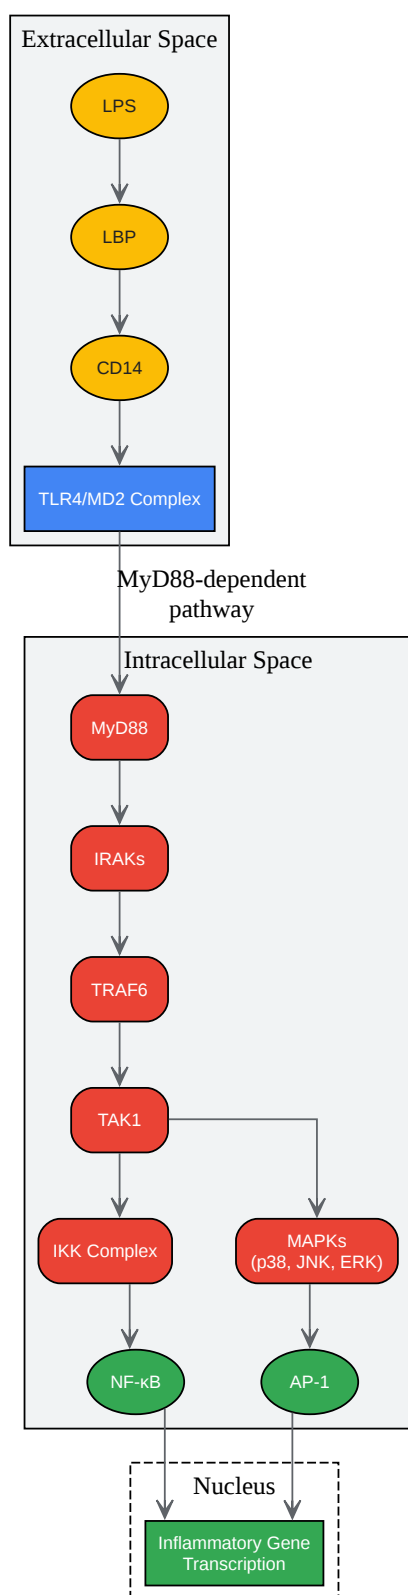 Extracellular Space
LPS
LBP
CD14
TLR4/MD2 Complex
MyD88-dependent
pathway
Intracellular Space
MyD88
IRAKs
TRAF6
TAK1
IKK Complex
MAPKs
(p38, JNK, ERK)
NF-κB
AP-1
Nucleus
Inflammatory Gene
Transcription